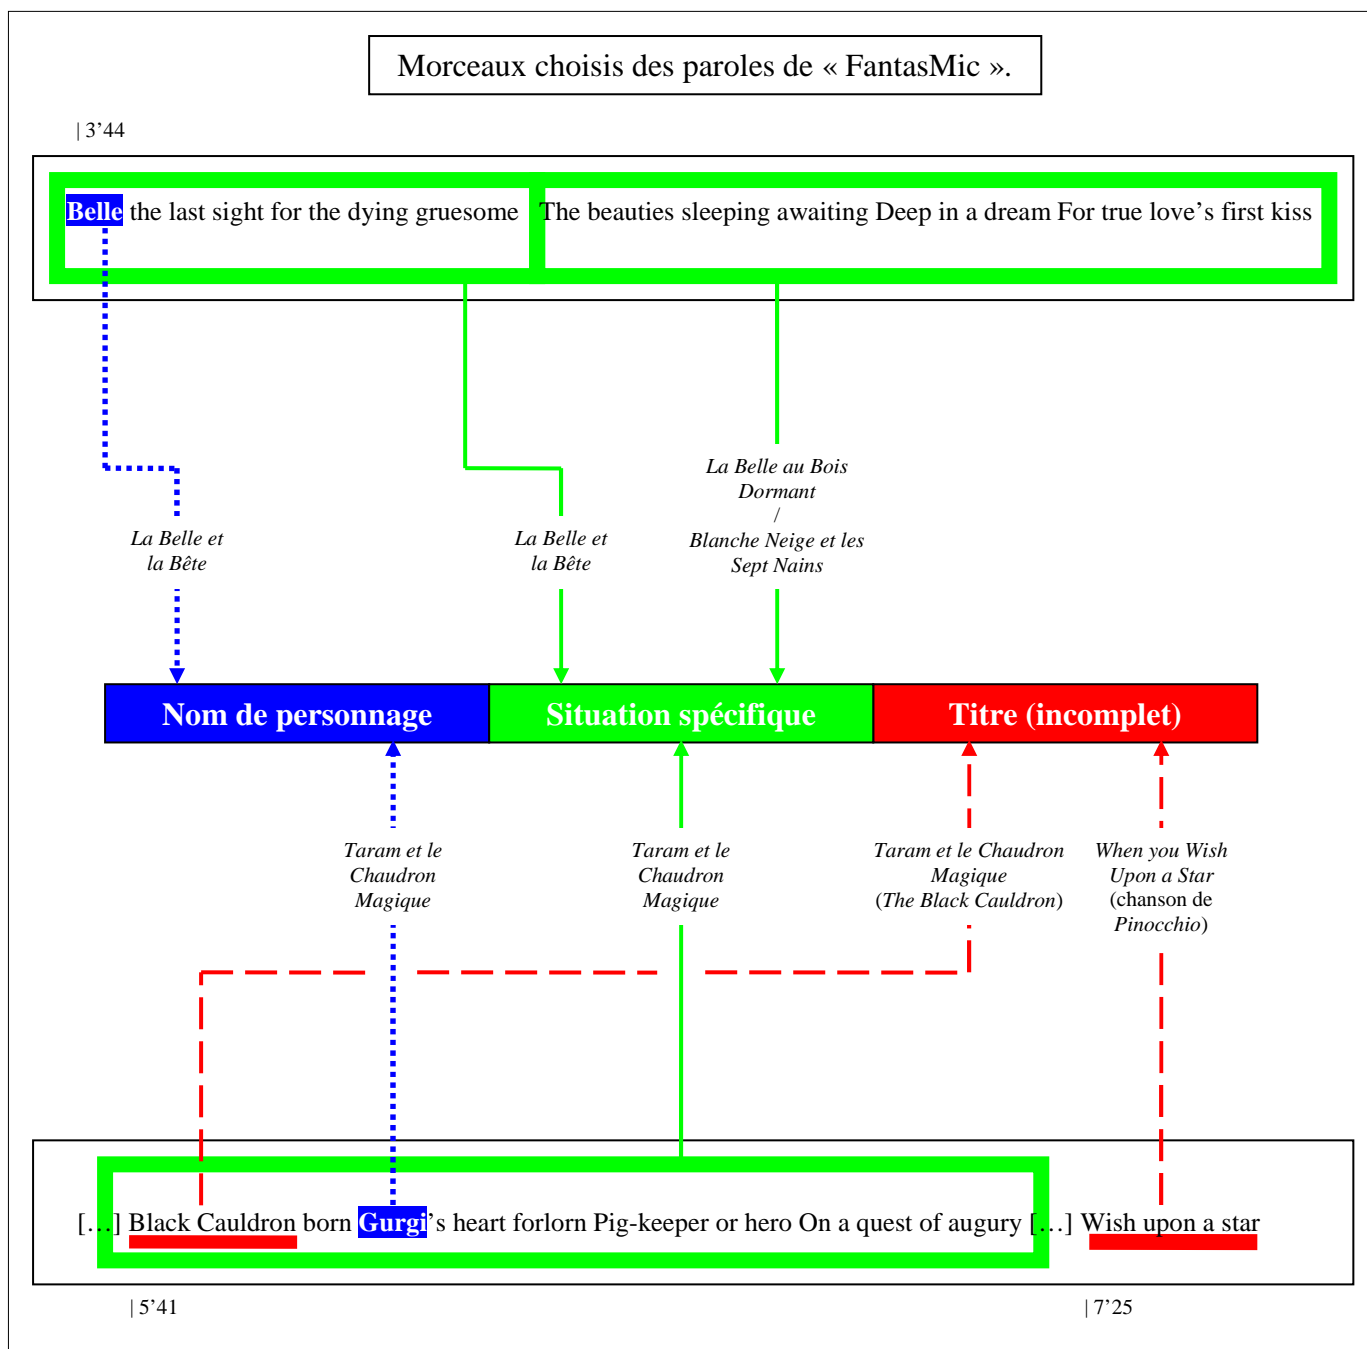 Morceaux choisis des paroles de « FantasMic ».
| 3’44
Belle the last sight for the dying gruesome The beauties sleeping awaiting Deep in a dream For true love’s first kiss
La Belle et
la Bête
La Belle et
la Bête
La Belle au Bois
Dormant
/
Blanche Neige et les
Sept Nains
Nom de personnage
Situation spécifique
Titre (incomplet)
Taram et le
Chaudron
Magique
Taram et le
Chaudron
Magique
Taram et le Chaudron
Magique
(The Black Cauldron)
When you Wish
Upon a Star
(chanson de
Pinocchio)
[…] Black Cauldron born Gurgi’s heart forlorn Pig-keeper or hero On a quest of augury […] Wish upon a star
| 5’41
| 7’25